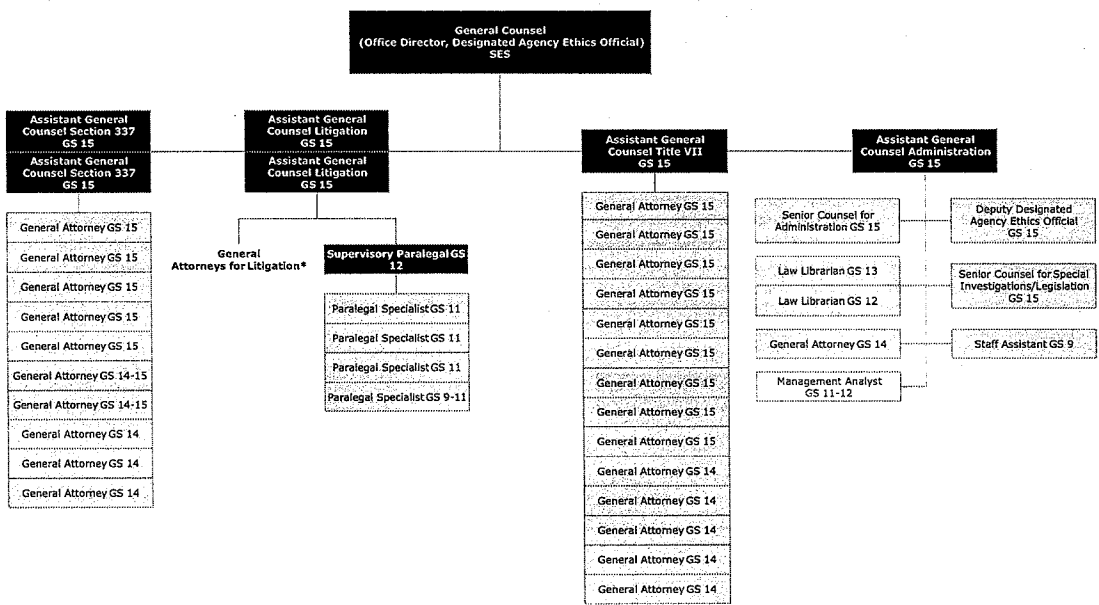 General Counsel
(Office Director, Designated Agency Ethics Official)
SES
Assistant General
Counsel Section 337
GS 15
Assistant General
Counsel Section 337
GS 15
General Attorney GS 15
General Attorney GS 15
General Attorney GS 15
General Attorney GS 15
General Attorney GS 15
General Attorney GS 14-15
General Attorney GS 14-15
General Attorney GS 14
General Attorney GS 14
General Attorney GS 14
Assistant General
Counsel Litigation
GS 15
Assistant General
Counsel Litigation
GS 15
General
Attorneys for Litigation*
Supervisory Paralegal GS
12
Paralegal Specialist GS 11
Paralegal Specialist GS 11
Paralegal Specialist GS 11
Paralegal Specialist GS 9-11
Assistant General
Counsel Title VII
GS 15
General Attorney GS 15
General Attorney GS 15
General Attorney GS 15
General Attorney GS 15
General Attorney GS 15
General Attorney GS 15
General Attorney GS 15
General Attorney GS 15
General Attorney GS 15
General Attorney GS 14
General Attorney GS 14
General Attorney GS 14
General Attorney GS 14
General Attorney GS 14
Assistant General
Counsel Administration
GS 15
Senior Counsel for
Administration GS 15
Deputy Designated
Agency Ethics Official
GS 15
Law Librarian GS 13
Law Librarian GS 12
Senior Counsel for Special
Investigations/Legislation
GS 15
General Attorney GS 14
Staff Assistant GS 9
Management Analyst
GS 11-12